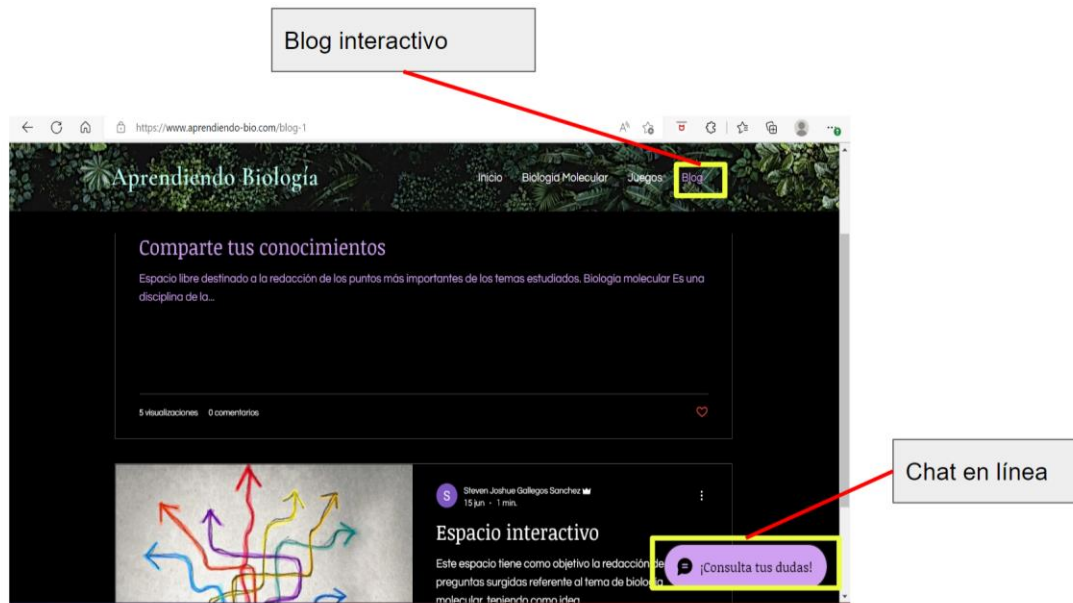 Blog interactivo
https://www.aprendiendo-bio.com/blog-1
Aprendiendo Biología
Inicio Biología Molecular Juegos Blog
Comparte tus conocimientos
Espacio libre destinado a la redacción de los puntos más importantes de los temas estudiados. Biología molecular Es una
disciplina de la...
5 visualizaciones 0 comentarios
Chat en línea
S
Steven Joshue Gallegos Sanchez
15 jun · 1 min.
Espacio interactivo
Este espacio tiene como objetivo la redacción de
preguntas surgidas referente al tema de biología
molecular, teniendo como idea
¡Consulta tus dudas!